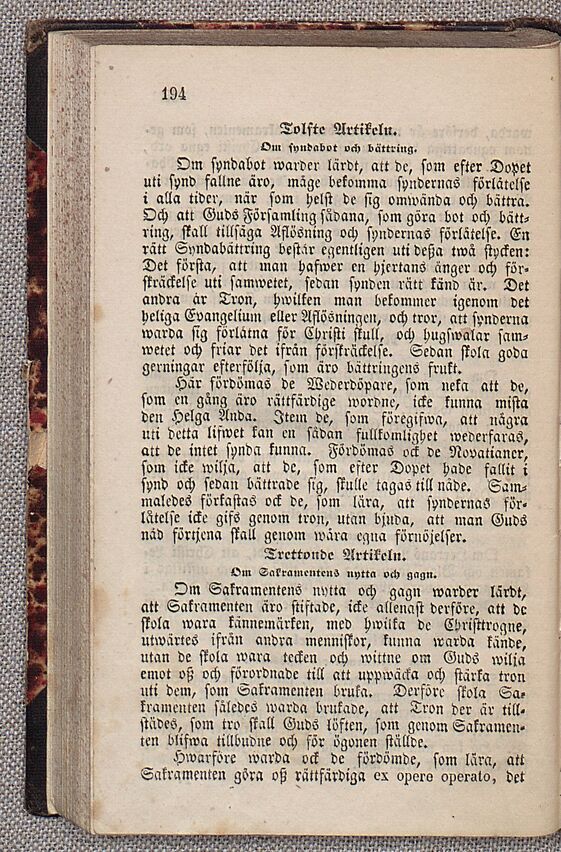 194
Tolfte Artikeln.
Om syndabot och bättring.
Om syndabot warder lärdt, att de, som efter Dopet
uti synd fallne äro, måge bekomma syndernas förlåtelse
i alla tider, när som helst de sig omwända och bättra.
Och att Guds Församling sådana, som göra bot och bätt-
ring, skall tillsäga Aflösning och syndernas förlåtelse. En
rätt Syndabättring består egentligen uti deßa twå stycken:
Det första, att man hafwer en hjertans ånger och för-
skräckelse uti samwetet, sedan synden rätt känd är. Det
andra är Tron, hwilken man bekommer igenom det
heliga Evangelium eller Aflösningen, och tror, att synderna
warda sig förlåtna för Christi skull, och hugswalar sam-
wetet och friar det ifrån förskräckelse. Sedan skola goda
gerningar efterfölja, som äro bättringens frukt.
Här fördömas de Wederdöpare, som neka att de,
som en gång äro rättfärdige wordne, icke kunna mista
den Helga Anda. Item de, som föregifwa, att några
uti detta lifwet kan en sådan fullkomlighet wederfaras,
att de intet synda kunna. Fördömas ock de Novatianer,
som icke wilja, att de, som efter Dopet hade fallit i
synd och sedan bättrade sig, skulle tagas till nåde. Sam-
maledes förkastas ock de, som lära, att syndernas för-
låtelse icke gifs genom tron, utan bjuda, att man Guds
nåd förtjena skall genom wåra egna förnöjelser.
Trettonde Artikeln.
Om Sakramentens nytta och gagn.
Om Sakramentens nytta och gagn warder lärdt,
att Sakramenten äro stiftade, icke allenast derföre, att de
skola wara kännemärken, med hwilka de Christtrogne,
utwärtes ifrån andra menniskor, kunna warda kände,
utan de skola wara tecken och wittne om Guds wilja
emot oß och förordnade till att uppwäcka och stärka tron
uti dem, som Sakramenten bruka. Derföre skola Sa-
kramenten således warda brukade, att Tron der är till-
städes, som tro skall Guds löften, som genom Sakramen-
ten blifwa tillbudne och för ögonen ställde.
Hwarföre warda ock de fördömde, som lära, att
Sakramenten göra oß rättfärdiga ex opere operato, det